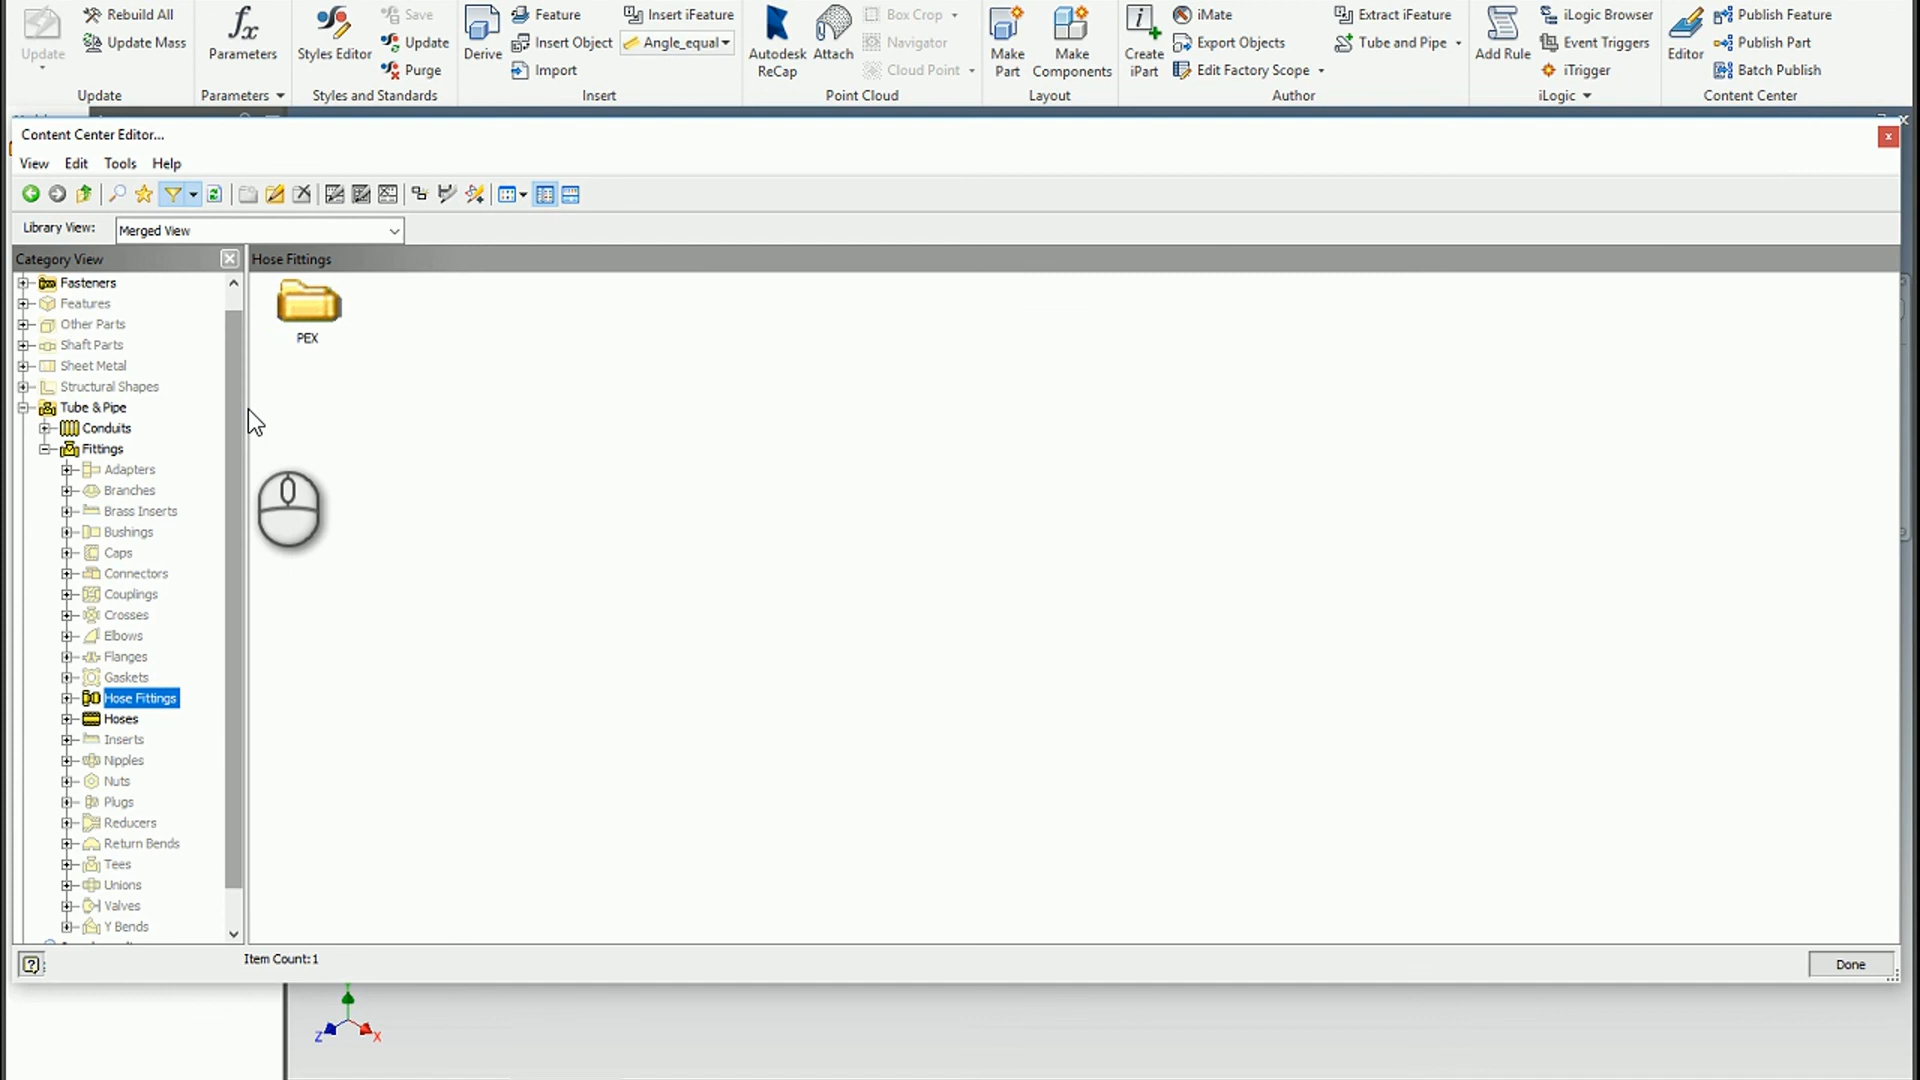 Update
Rebuild All
Update Mass
Update
fx
Parameters
Parameters
Styles Editor
Save
Update
Purge
Styles and Standards
Derive
Feature
Insert Object
Import
Insert iFeature
Angle_equal
Insert
Autodesk
ReCap
Attach
Box Crop
Navigator
Cloud Point
Point Cloud
Make
Part
Make
Components
Layout
Create
iPart
iMate
Export Objects
Edit Factory Scope
Extract iFeature
Tube and Pipe
Author
Add Rule
iLogic Browser
Event Triggers
iTrigger
iLogic
Editor
Publish Feature
Publish Part
Batch Publish
Content Center
Content Center Editor...
View Edit Tools Help
Library View: Merged View
Category View
Hose Fittings
Fasteners
Features
Other Parts
Shaft Parts
Sheet Metal
Structural Shapes
Tube & Pipe
Conduits
Fittings
Adapters
Branches
Brass Inserts
Bushings
Caps
Connectors
Couplings
Crosses
Elbows
Flanges
Gaskets
Hose Fittings
Hoses
Inserts
Nipples
Nuts
Plugs
Reducers
Return Bends
Tees
Unions
Valves
Y Bends
PEX
Item Count:1
Done
Z
X